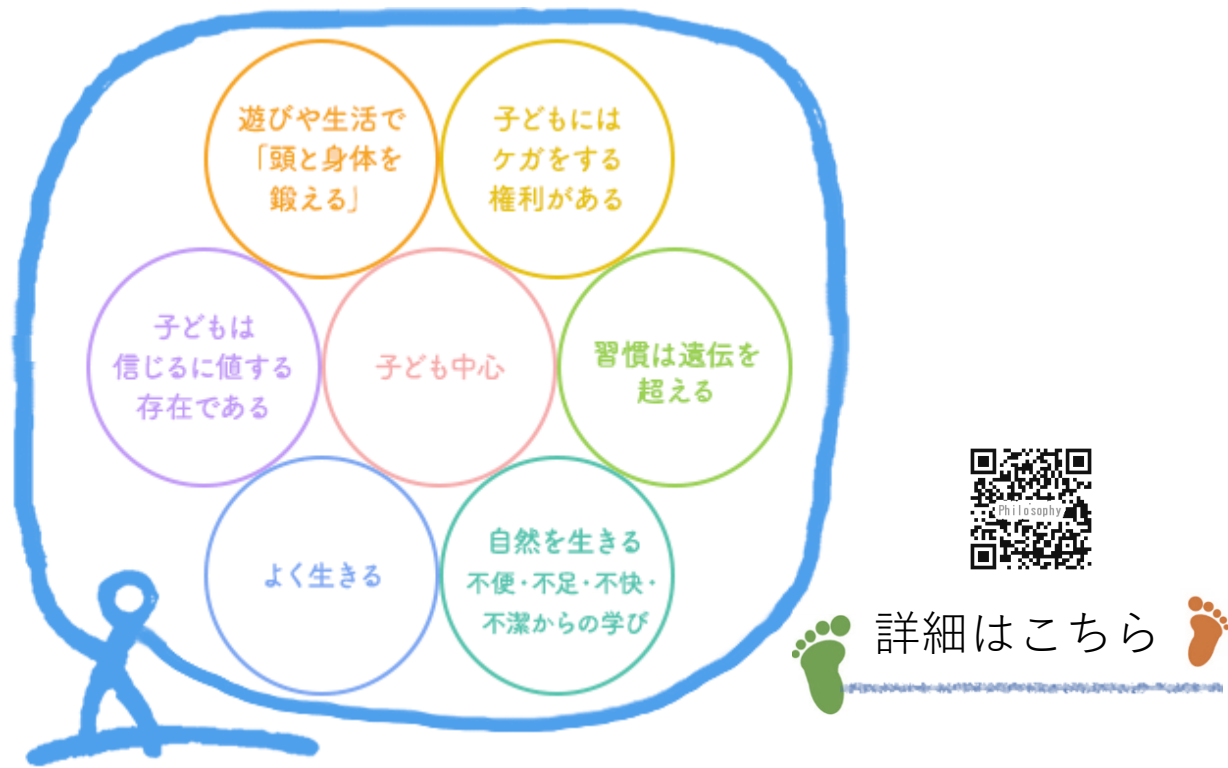 遊びや生活で
「頭と身体を
鍛える」
子どもには
ケガをする
権利がある
子どもは
信じるに値する
存在である
子ども中心
習慣は遺伝を
超える
よく生きる
自然を生きる
不便・不足・不快・
不潔からの学び
Philosophy
詳細はこちら